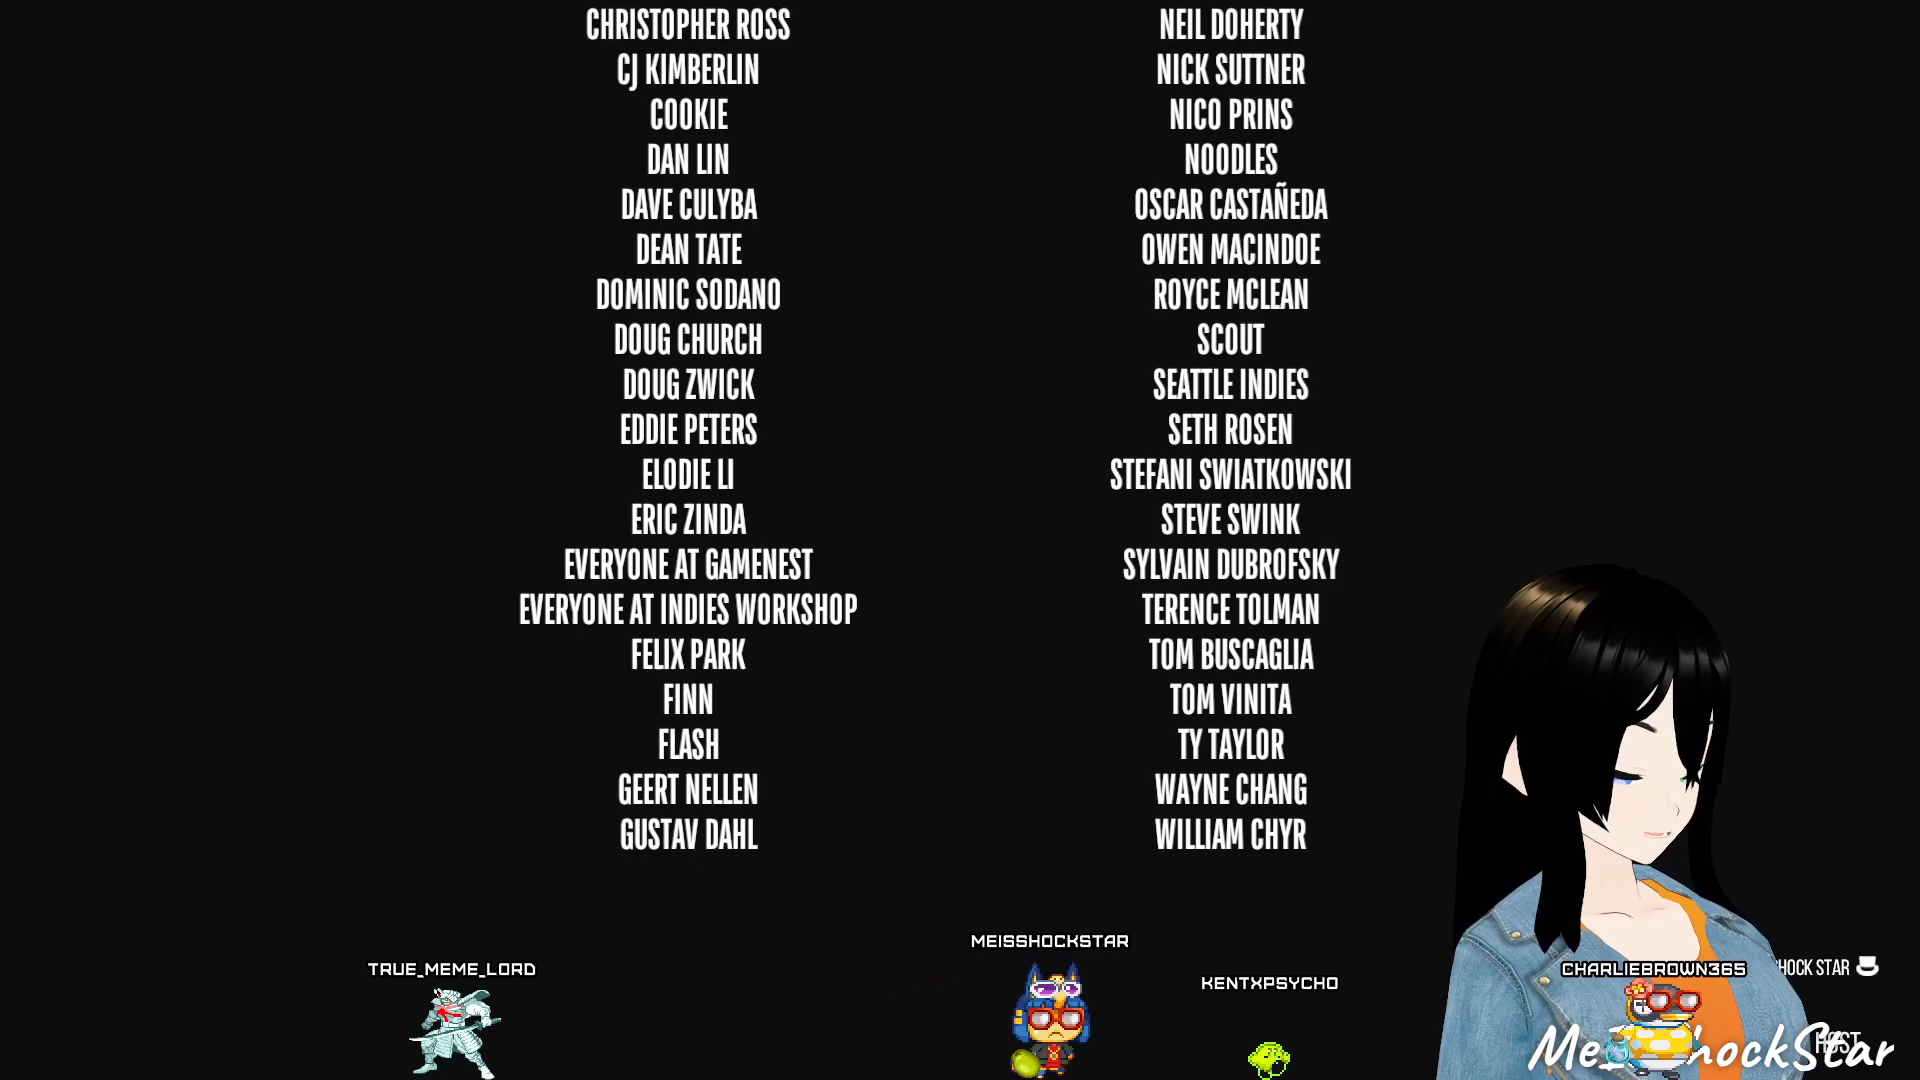 CHRISTOPHER ROSS
CJ KIMBERLIN
COOKIE
DAN LIN
DAVE CULYBA
DEAN TATE
DOMINIC SODANO
DOUG CHURCH
DOUG ZWICK
EDDIE PETERS
ELODIE LI
ERIC ZINDA
EVERYONE AT GAMENEST
EVERYONE AT INDIES WORKSHOP
FELIX PARK
FINN
FLASH
GEERT NELLEN
GUSTAV DAHL
NEIL DOHERTY
NICK SUTTNER
NICO PRINS
NOODLES
OSCAR CASTAÑEDA
OWEN MACINDOE
ROYCE MCLEAN
SCOUT
SEATTLE INDIES
SETH ROSEN
STEFANI SWIATKOWSKI
STEVE SWINK
SYLVAIN DUBROFSKY
TERENCE TOLMAN
TOM BUSCAGLIA
TOM VINITA
TY TAYLOR
WAYNE CHANG
WILLIAM CHYR
TRUE_MEME_LORD
MEISSHOCKSTAR
KENTXPSYCHO
CHARLIEBROWN365
HOCK STAR
HOST